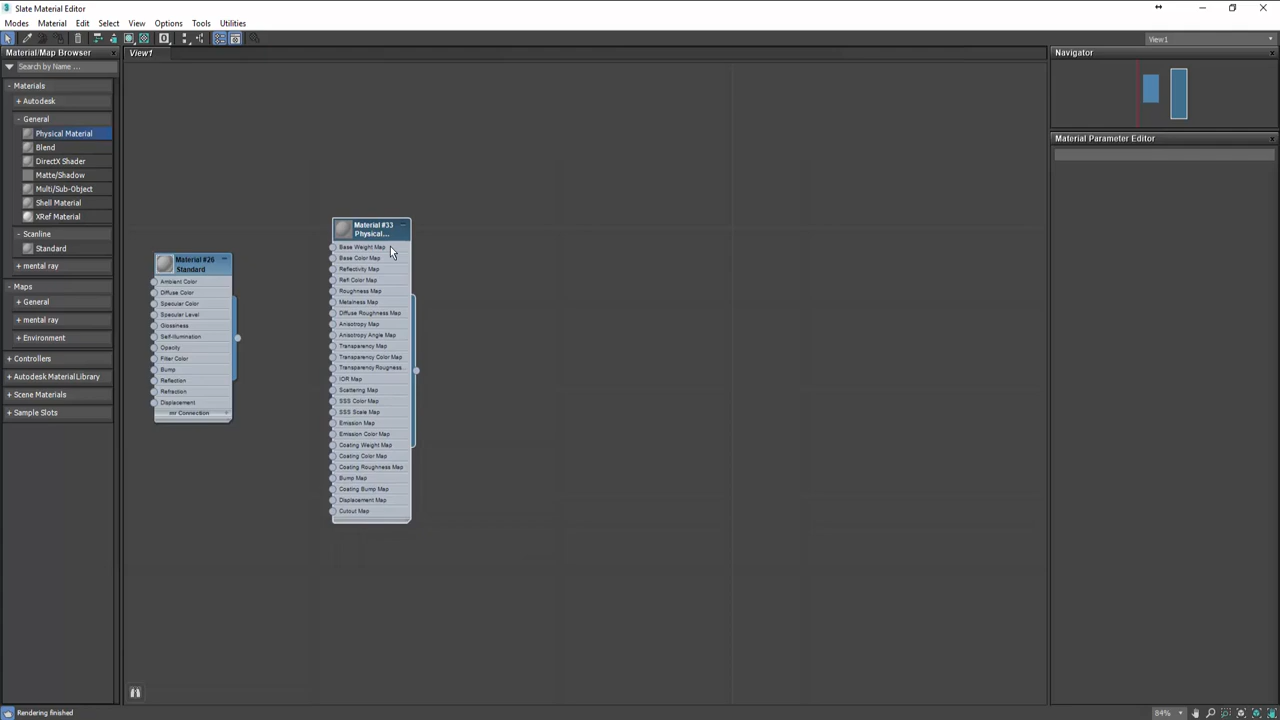 Slate Material Editor
Modes Material Edit Select View Options Tools Utilities
View1
Material/Map Browser
Search by Name ...
- Materials
+ Autodesk
- General
Physical Material
Blend
DirectX Shader
Matte/Shadow
Multi/Sub-Object
Shell Material
XRef Material
- Scanline
Standard
+ mental ray
- Maps
+ General
+ mental ray
+ Environment
+ Controllers
+ Autodesk Material Library
+ Scene Materials
+ Sample Slots
View1
Material #26
Standard
Ambient Color
Diffuse Color
Specular Color
Specular Level
Glossiness
Self-Illumination
Opacity
Filter Color
Bump
Reflection
Refraction
Displacement
mr Connection +
Material #33
Physical...
Base Weight Map
Base Color Map
Reflectivity Map
Refl Color Map
Roughness Map
Metalness Map
Diffuse Roughness Map
Anisotropy Map
Anisotropy Angle Map
Transparency Map
Transparency Color Map
Transparency Rougness...
IOR Map
Scattering Map
SSS Color Map
SSS Scale Map
Emission Map
Emission Color Map
Coating Weight Map
Coating Color Map
Coating Roughness Map
Bump Map
Coating Bump Map
Displacement Map
Cutout Map
Navigator
Material Parameter Editor
Rendering finished
84%